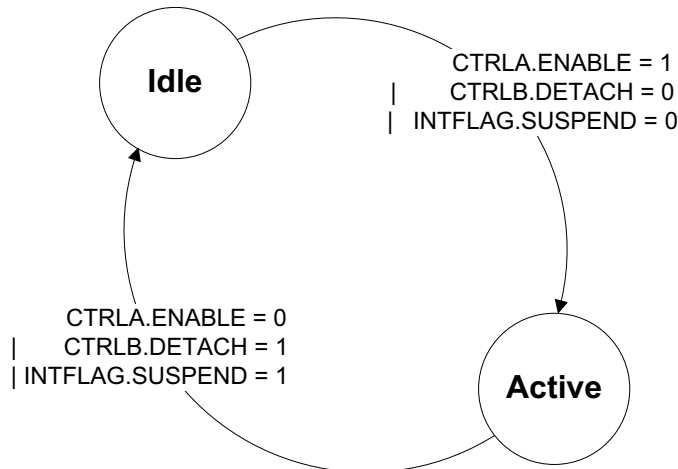 Idle
CTRLA.ENABLE = 1
| CTRLB.DETACH = 0
| INTFLAG.SUSPEND = 0
CTRLA.ENABLE = 0
| CTRLB.DETACH = 1
| INTFLAG.SUSPEND = 1
Active